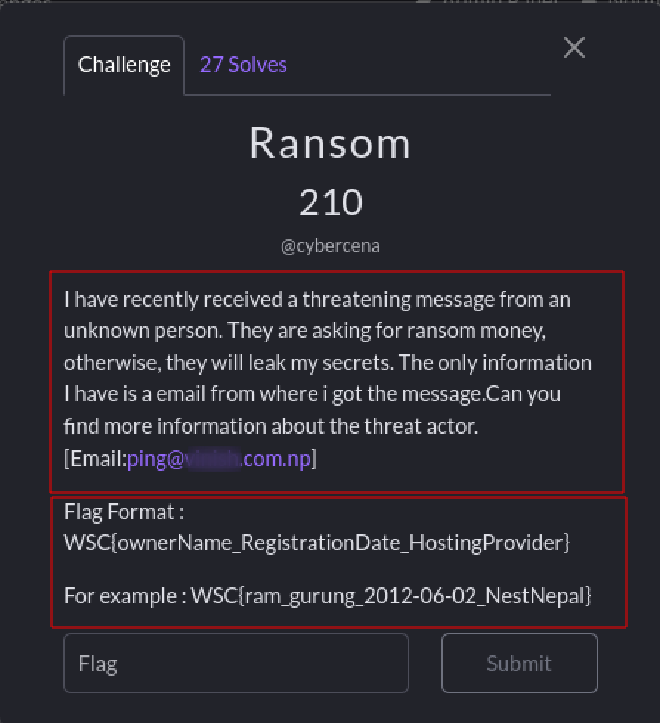 Challenge
27 Solves
Ransom
210
@cybercena
I have recently received a threatening message from an
unknown person. They are asking for ransom money,
otherwise, they will leak my secrets. The only information
I have is a email from where i got the message.Can you
find more information about the threat actor.
[Email:ping@ .com.np]
Flag Format :
WSC{ownerName_RegistrationDate_HostingProvider}
For example : WSC{ram_gurung_2012-06-02_NestNepal}
Flag
Submit